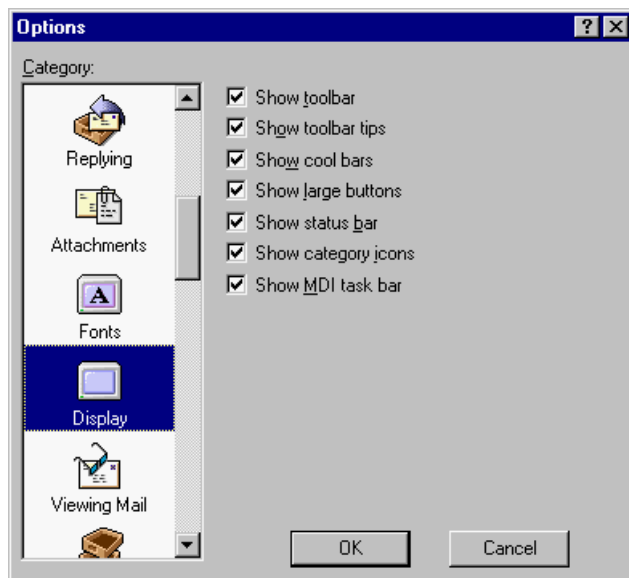 Options
Category:
Replying
Attachments
A
Fonts
Display
Viewing Mail
Show toolbar
Show toolbar tips
Show cool bars
Show large buttons
Show status bar
Show category icons
Show MDI task bar
OK
Cancel